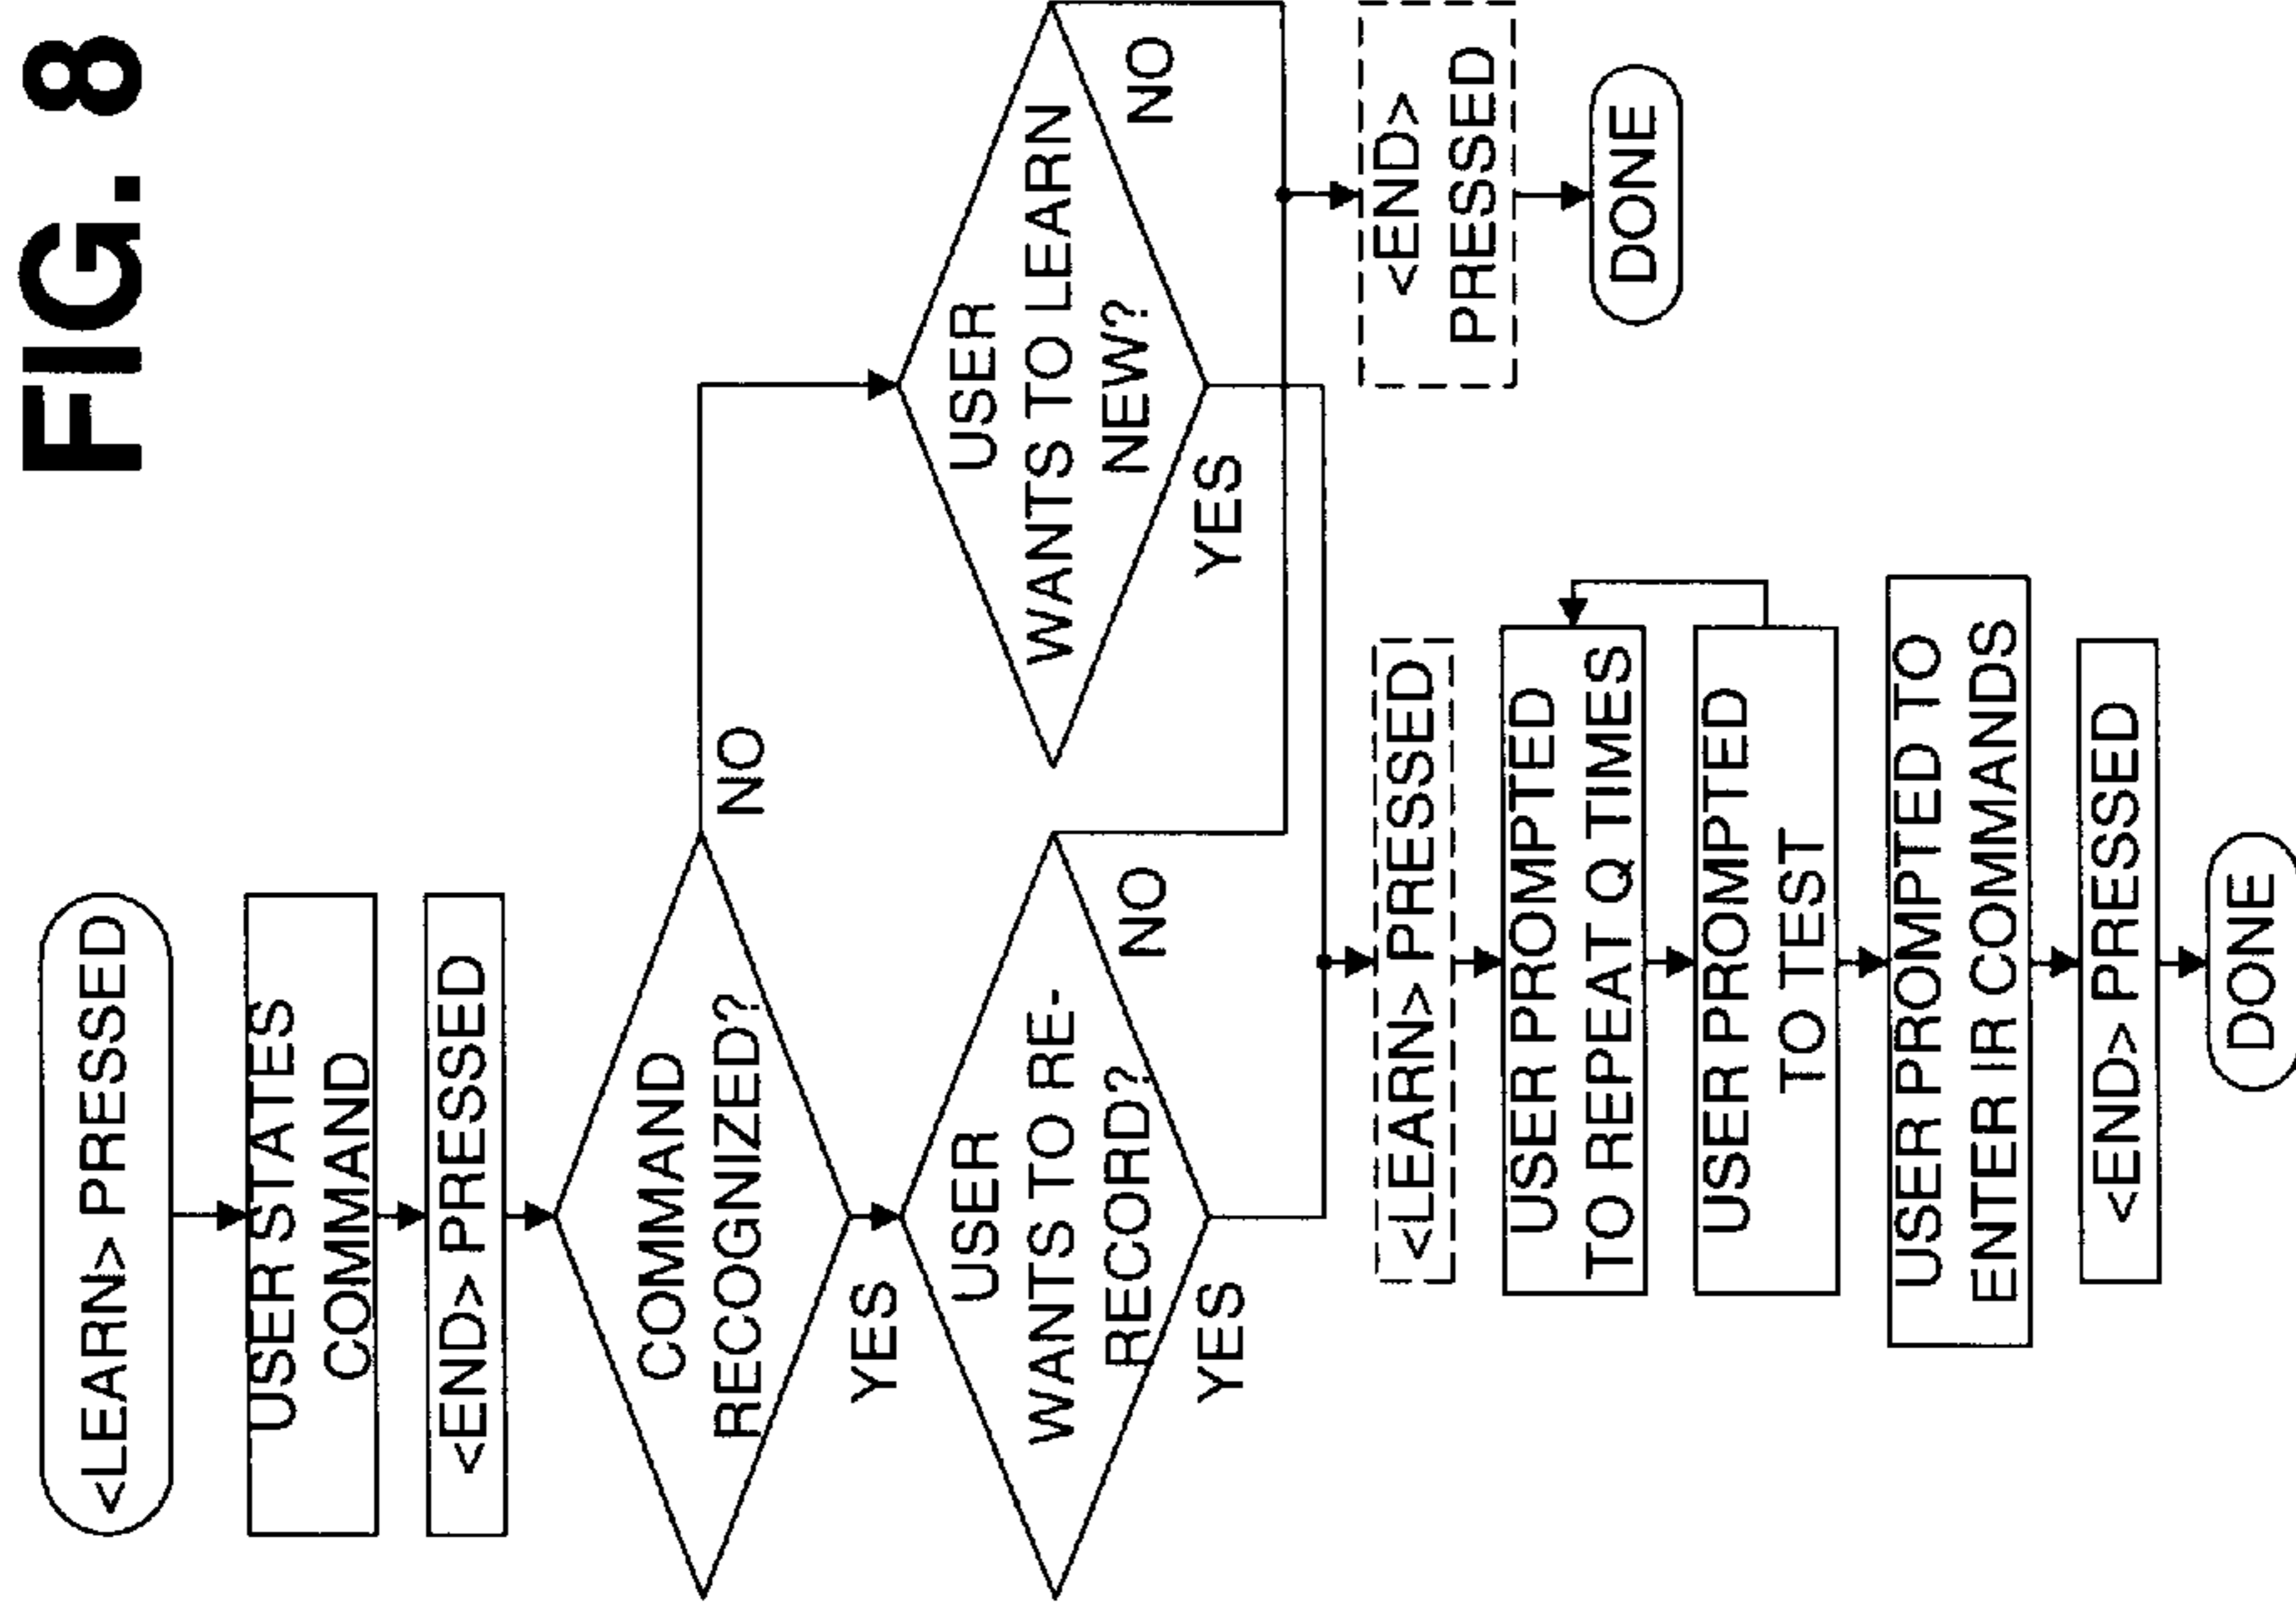 FIG. 8
<LEARN> PRESSED
USER STATES
COMMAND
<END> PRESSED
COMMAND
RECOGNIZED?
NO
YES
USER
WANTS TO RE-
RECORD?
NO
YES
USER
WANTS TO LEARN
NEW?
NO
YES
<END>
PRESSED
DONE
<LEARN> PRESSED
USER PROMPTED
TO REPEAT Q TIMES
USER PROMPTED
TO TEST
USER PROMPTED TO
ENTER IR COMMANDS
<END> PRESSED
DONE